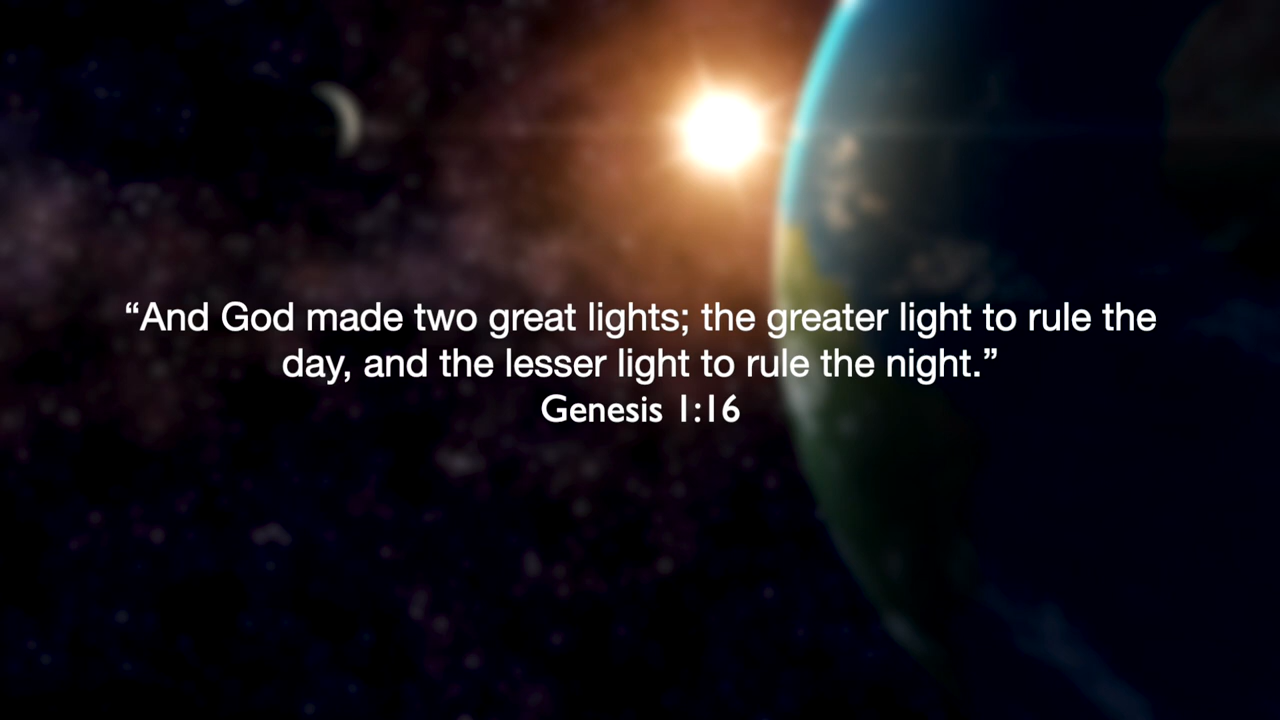 “And God made two great lights; the greater light to rule the
day, and the lesser light to rule the night.”
Genesis 1:16